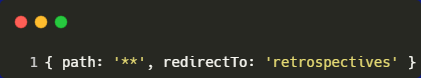 1 { path: '**', redirectTo: 'retrospectives' }